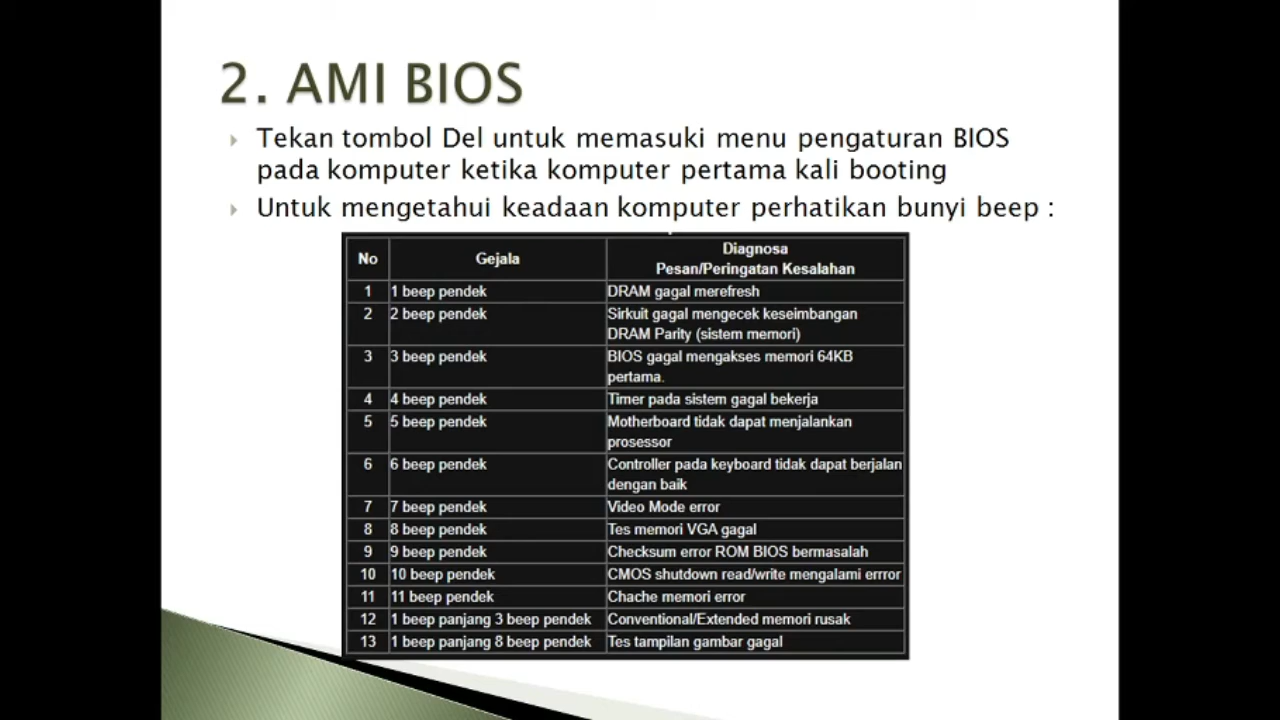 2. AMI BIOS
Tekan tombol Del untuk memasuki menu pengaturan BIOS
pada komputer ketika komputer pertama kali booting
Untuk mengetahui keadaan komputer perhatikan bunyi beep :
No Gejala Diagnosa
Pesan/Peringatan Kesalahan
1 1 beep pendek DRAM gagal merefresh
2 2 beep pendek Sirkuit gagal mengecek keseimbangan
DRAM Parity (sistem memori)
3 3 beep pendek BIOS gagal mengakses memori 64KB
pertama.
4 4 beep pendek Timer pada sistem gagal bekerja
5 5 beep pendek Motherboard tidak dapat menjalankan
prosessor
6 6 beep pendek Controller pada keyboard tidak dapat berjalan
dengan baik
7 7 beep pendek Video Mode error
8 8 beep pendek Tes memori VGA gagal
9 9 beep pendek Checksum error ROM BIOS bermasalah
10 10 beep pendek CMOS shutdown read/write mengalami errror
11 11 beep pendek Chache memori error
12 1 beep panjang 3 beep pendek Conventional/Extended memori rusak
13 1 beep panjang 8 beep pendek Tes tampilan gambar gagal